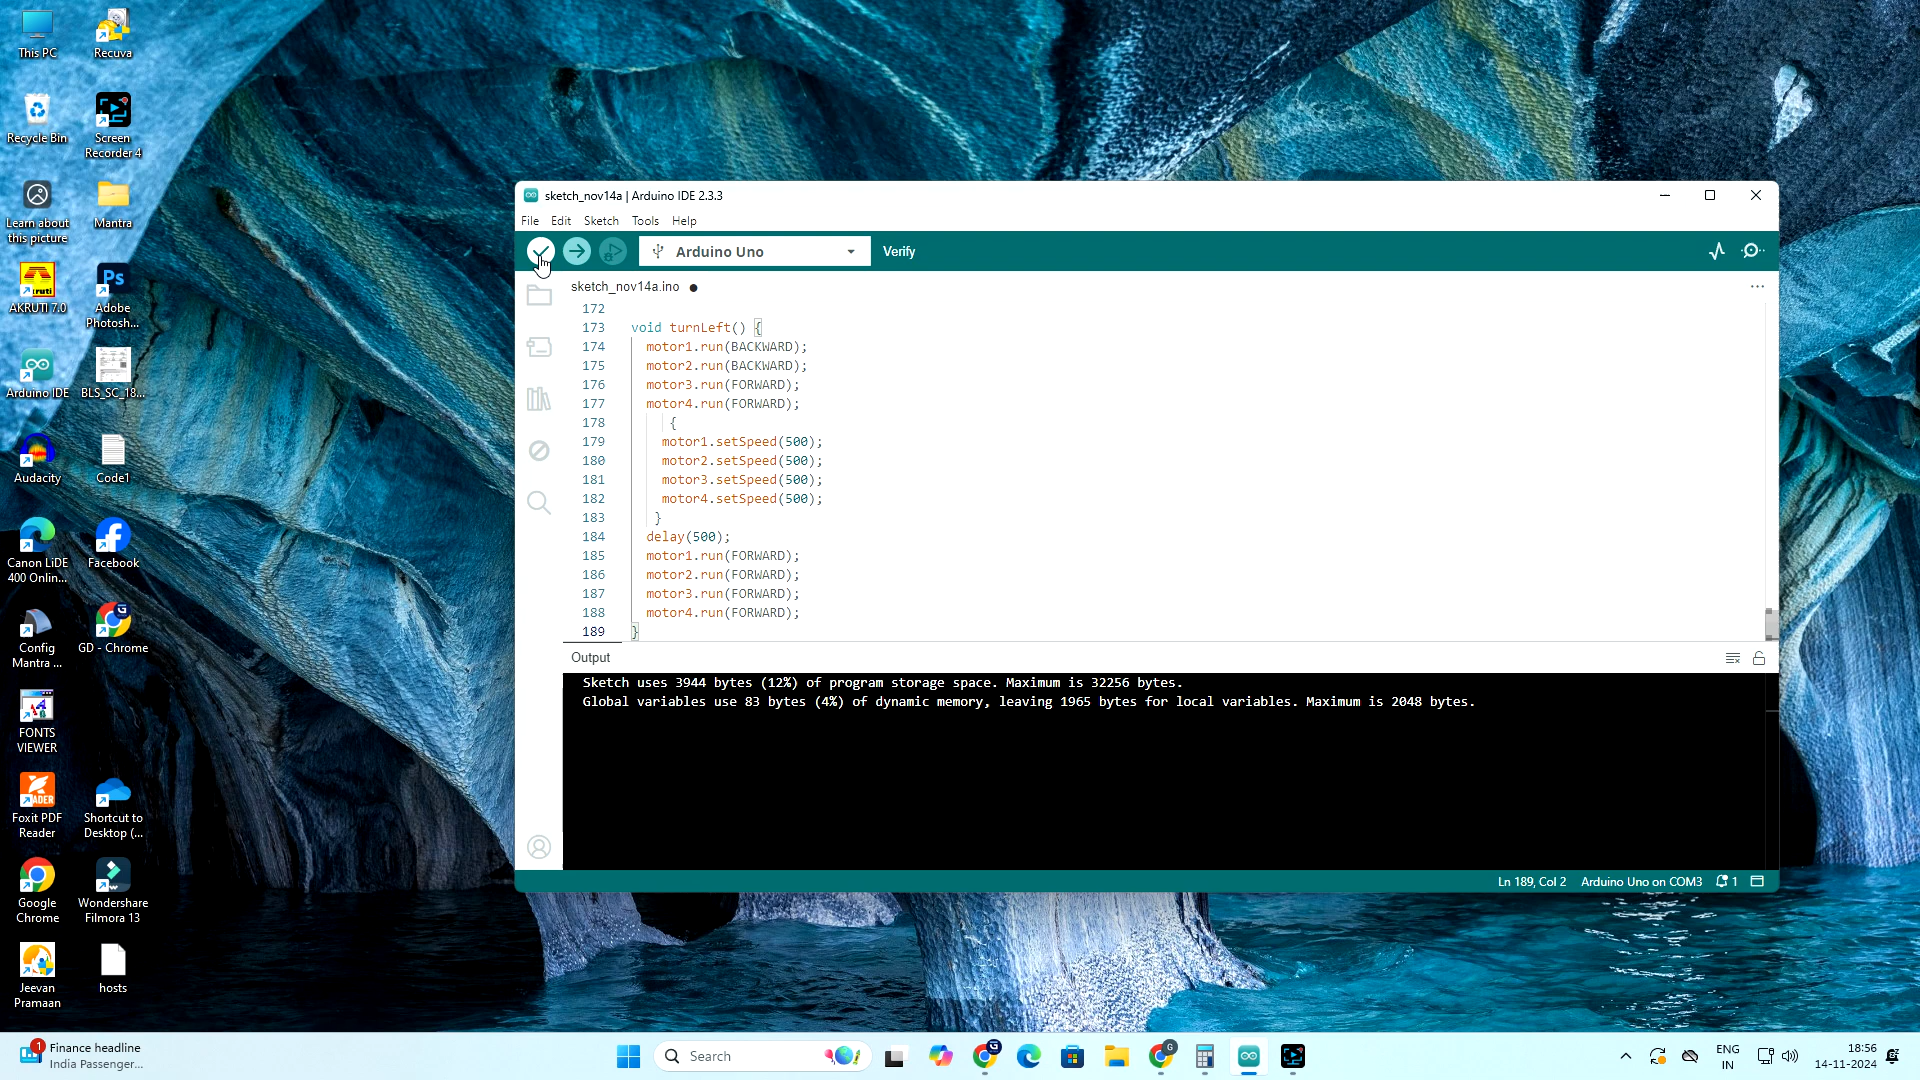 This PC
Recuva
Recycle Bin
Screen
Recorder 4
Learn about
this picture
Mantra
AKRUTI 7.0
Adobe
Photosh...
Arduino IDE
BLS_SC_18...
Audacity
Code1
Canon LiDE
400 Onlin...
Facebook
Config
Mantra ...
GD - Chrome
FONTS
VIEWER
Foxit PDF
Reader
Shortcut to
Desktop (...
Google
Chrome
Wondershare
Filmora 13
Jeevan
Pramaan
hosts
sketch_nov14a | Arduino IDE 2.3.3
File Edit Sketch Tools Help
Arduino Uno
Verify
sketch_nov14a.ino
172
173 void turnLeft() {
174 motor1.run(BACKWARD);
175 motor2.run(BACKWARD);
176 motor3.run(FORWARD);
177 motor4.run(FORWARD);
178 {
179 motor1.setSpeed(500);
180 motor2.setSpeed(500);
181 motor3.setSpeed(500);
182 motor4.setSpeed(500);
183 }
184 delay(500);
185 motor1.run(FORWARD);
186 motor2.run(FORWARD);
187 motor3.run(FORWARD);
188 motor4.run(FORWARD);
189 }
Output
Sketch uses 3944 bytes (12%) of program storage space. Maximum is 32256 bytes.
Global variables use 83 bytes (4%) of dynamic memory, leaving 1965 bytes for local variables. Maximum is 2048 bytes.
Ln 189, Col 2 Arduino Uno on COM3 1
1
Finance headline
India Passenger...
Search
ENG
IN
18:56
14-11-2024